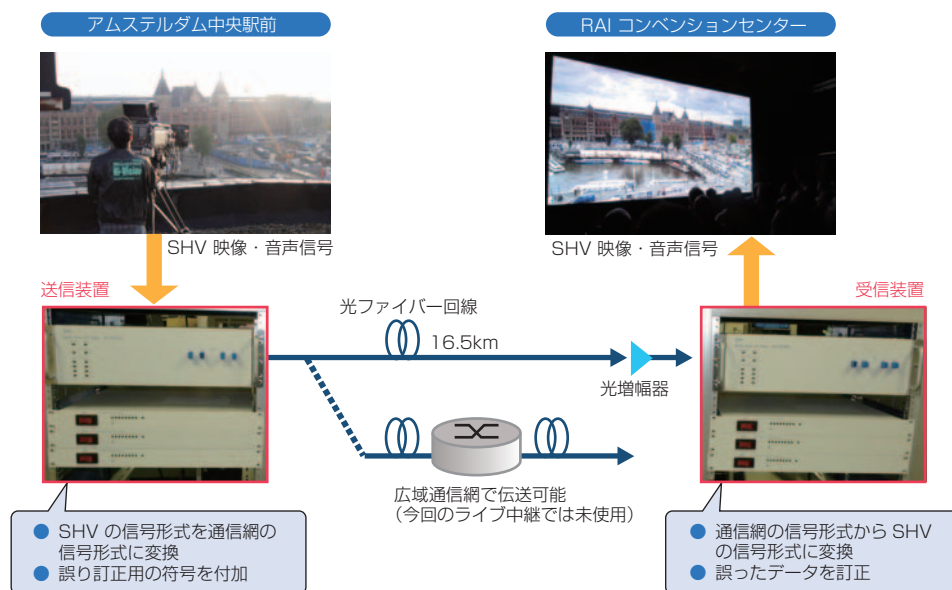 アムステルダム中央駅前
RAI コンベンションセンター
Hi-Vision
SHV 映像・音声信号
SHV 映像・音声信号
送信装置
受信装置
光ファイバー回線
16.5km
光増幅器
広域通信網で伝送可能
（今回のライブ中継では未使用）
● SHV の信号形式を通信網の
信号形式に変換
● 誤り訂正用の符号を付加
● 通信網の信号形式から SHV
の信号形式に変換
● 誤ったデータを訂正